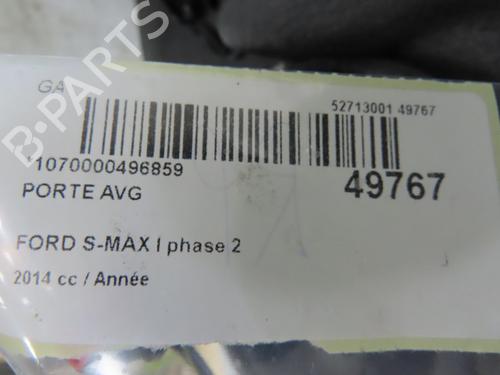 GA
52713001 49767
1070000496859
49767
PORTE AVG
FORD S-MAX I phase 2
2014 cc / Année
B-PARTS